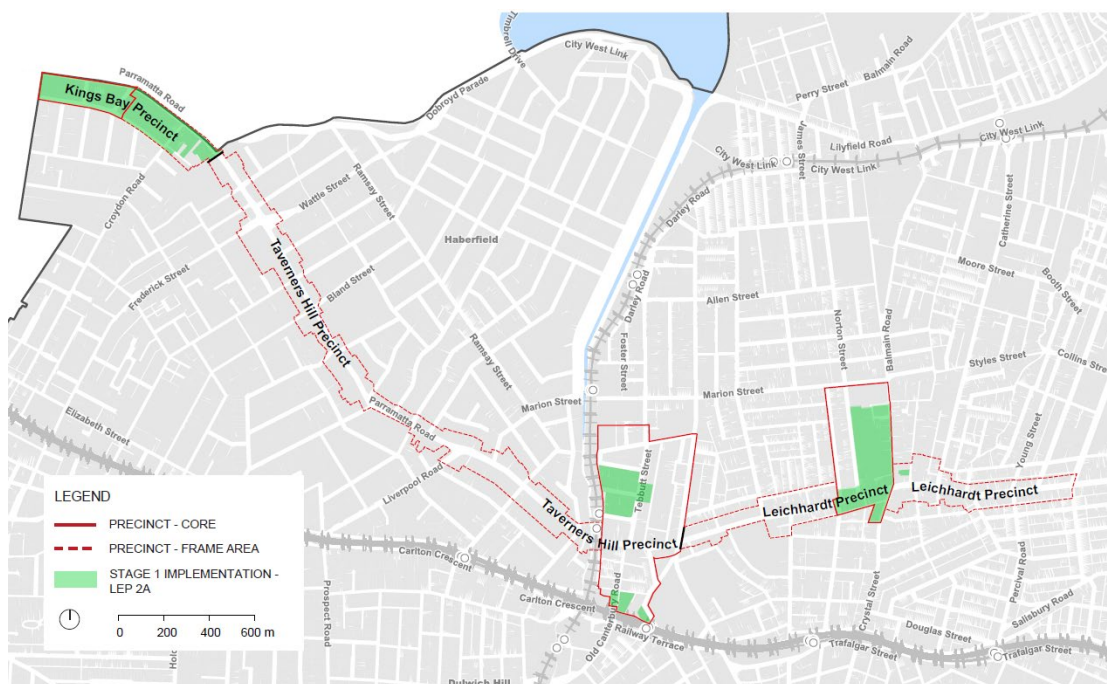 Timbrell Drive
City West Link
Balmain Road
Perry Street
Parramatta Road
Kings Bay Precinct
Dobroyd Parade
James Street
Lilyfield Road
City West Link
City West Link
City West Link
Croydon Road
Wattle Street
Ramsay Street
Darley Road
Catherine Street
Haberfield
Moore Street
Booth Street
Frederick Street
Taverners Hill Precinct
Bland Street
Darley Road
Allen Street
Norton Street
Balmain Road
Foster Street
Ramsay Street
Styles Street
Collins Stre
Marion Street
Marion Street
Elizabeth Street
Parramatta Road
Young Street
Tebbutt Street
Liverpool Road
Leichhardt Precinct
Leichhardt Precinct
Taverners Hill Precinct
LEGEND
PRECINCT - CORE
PRECINCT - FRAME AREA
STAGE 1 IMPLEMENTATION -
LEP 2A
0 200 400 600 m
Carlton Crescent
Prospect Road
Carlton Crescent
Old Canterbury Road
Railway Terrace
Crystal Street
Percival Road
Salisbury Road
Douglas Street
Trafalgar Street
Trafalgar Street
Dulwich Hill